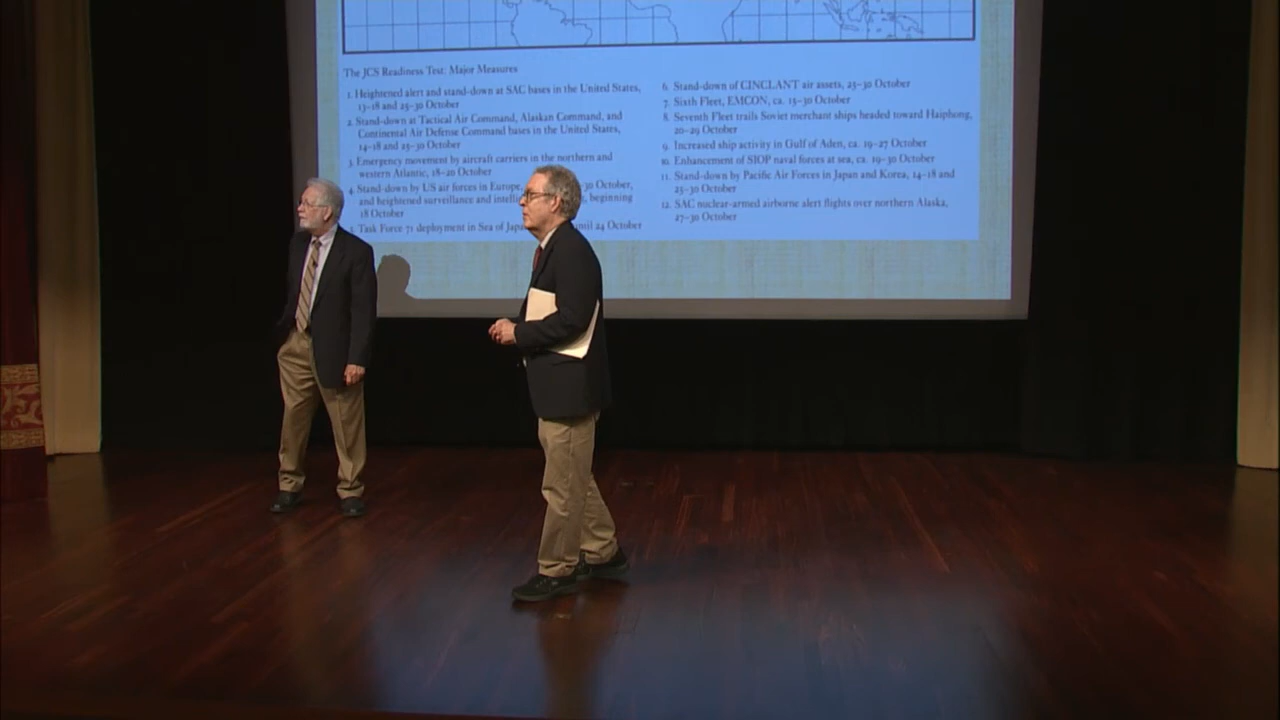 The JCS Readiness Test: Major Measures
1. Heightened alert and stand-down at SAC bases in the United States,
13–18 and 25–30 October
2. Stand-down at Tactical Air Command, Alaskan Command, and
Continental Air Defense Command bases in the United States,
14–18 and 25–30 October
3. Emergency movement by aircraft carriers in the northern and
western Atlantic, 18–20 October
4. Stand-down by US air forces in Europe, 30 October,
and heightened surveillance and beginning
18 October
5. Task Force 71 deployment in Sea of until 24 October
6. Stand-down of CINCLANT air assets, 25–30 October
7. Sixth Fleet, EMCON, ca. 15–30 October
8. Seventh Fleet trails Soviet merchant ships headed toward Haiphong,
20–29 October
9. Increased ship activity in Gulf of Aden, ca. 19–27 October
10. Enhancement of SIOP naval forces at sea, ca. 19–30 October
11. Stand-down by Pacific Air Forces in Japan and Korea, 14–18 and
25–30 October
12. SAC nuclear-armed airborne alert flights over northern Alaska,
27–30 October